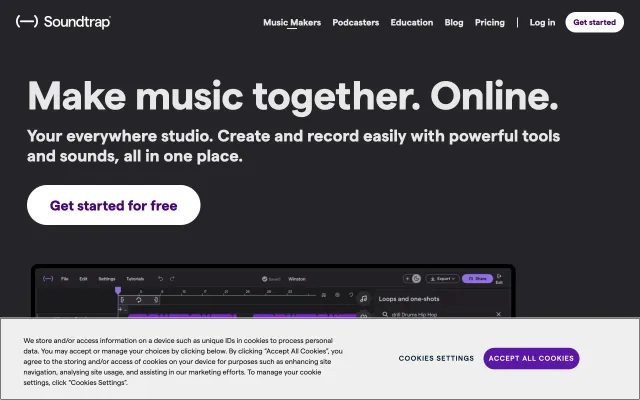 Soundtrap
Music Makers
Podcasters
Education
Blog
Pricing
Log in
Get started
Make music together. Online.
Your everywhere studio. Create and record easily with powerful tools
and sounds, all in one place.
Get started for free
File
Edit
Settings
Tutorials
Saved
Winston
Export
Share
Exit
Loops and one-shots
drill Drums Hip Hop
We store and/or access information on a device such as unique IDs in cookies to process personal
data. You may accept or manage your choices by clicking below. By clicking "Accept All Cookies", you
agree to the storing and/or access of cookies on your device for purposes such as enhancing site
navigation, analysing site usage, and assisting in our marketing efforts. To manage your cookie
settings, click "Cookies Settings".
COOKIES SETTINGS
ACCEPT ALL COOKIES